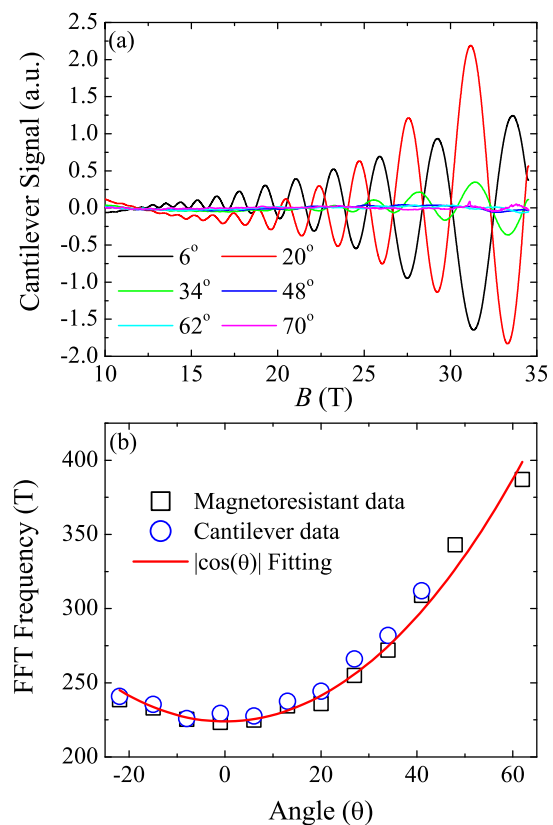 (a)
2.5
2.0
1.5
1.0
0.5
0.0
-0.5
-1.0
-1.5
-2.0
Cantilever Signal (a.u.)
6° 20°
34° 48°
62° 70°
10 15 20 25 30 35
B (T)
(b)
400
350
300
250
200
FFT Frequency (T)
Magnetoresistant data
Cantilever data
|cos(θ)| Fitting
-20 0 20 40 60
Angle (θ)